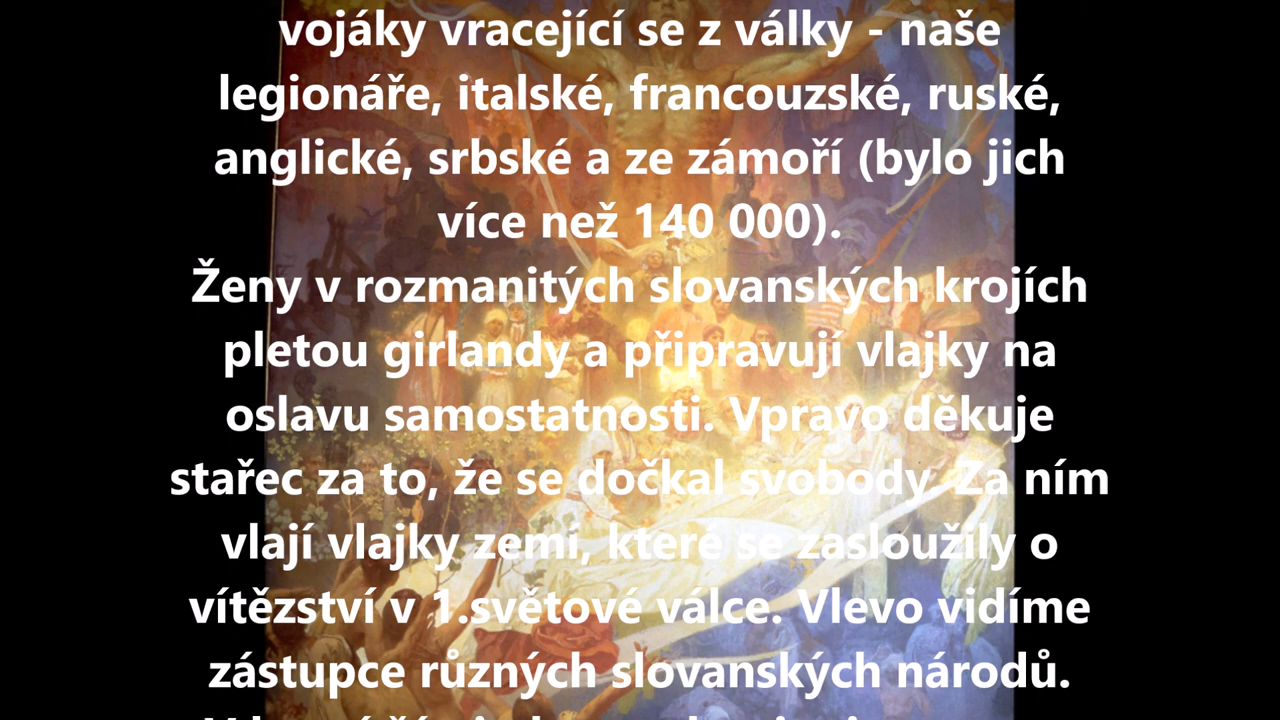 vojáky vracející se z války - naše
legionáře, italské, francouzské, ruské,
anglické, srbské a ze zámoří (bylo jich
více než 140 000).
Ženy v rozmanitých slovanských krojích
pletou girlandy a připravují vlajky na
oslavu samostatnosti. Vpravo děkuje
stařec za to, že se dočkal svobody. Za ním
vlají vlajky zemí, které se zasloužily o
vítězství v 1.světové válce. Vlevo vidíme
zástupce různých slovanských národů.